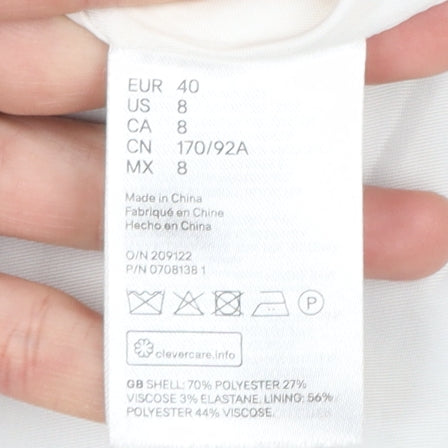 EUR 40
US 8
CA 8
CN 170/92A
MX 8
Made in China
Fabriqué en Chine
Hecho en China
O/N 209122
P/N 0708138 1
P
clevercare.info
GB SHELL: 70% POLYESTER 27%
VISCOSE 3% ELASTANE. LINING: 56%
POLYESTER 44% VISCOSE.